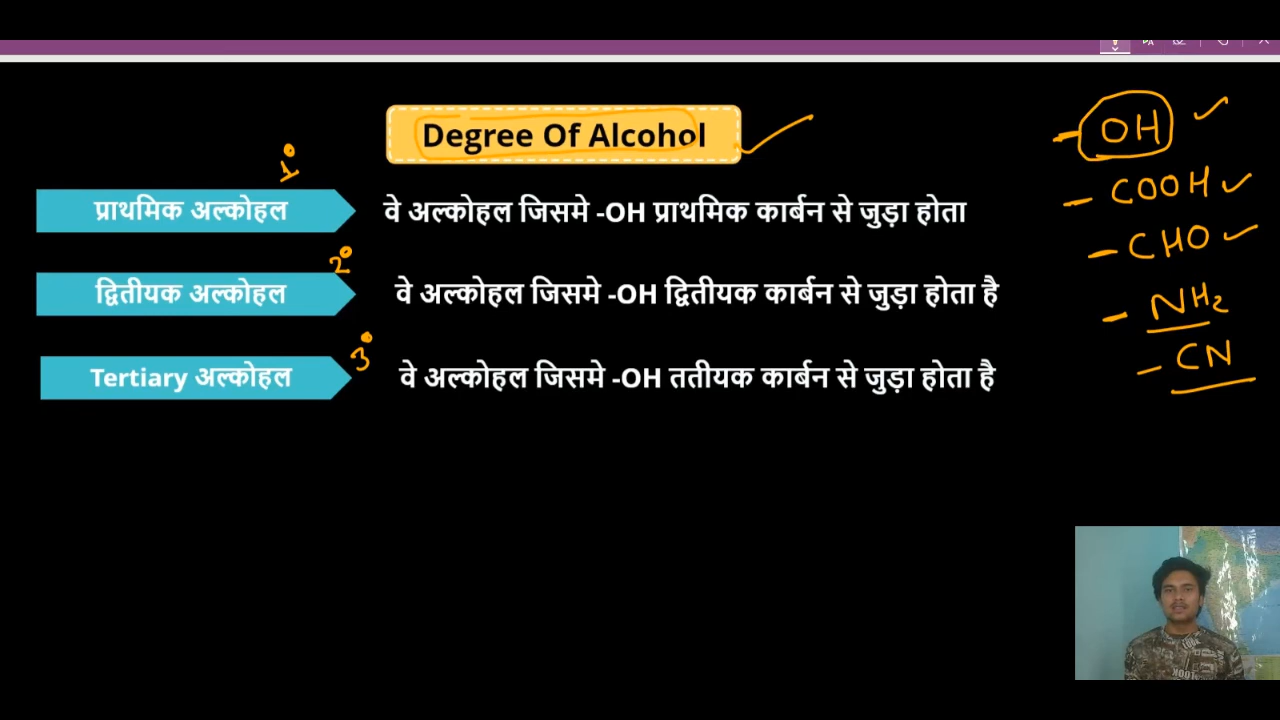 Degree Of Alcohol
1°
प्राथमिक अल्कोहल
वे अल्कोहल जिसमे -OH प्राथमिक कार्बन से जुड़ा होता
2°
द्वितीयक अल्कोहल
वे अल्कोहल जिसमे -OH द्वितीयक कार्बन से जुड़ा होता है
3°
Tertiary अल्कोहल
वे अल्कोहल जिसमे -OH ततीयक कार्बन से जुड़ा होता है
- OH
- COOH
- CHO
- NH₂
- CN